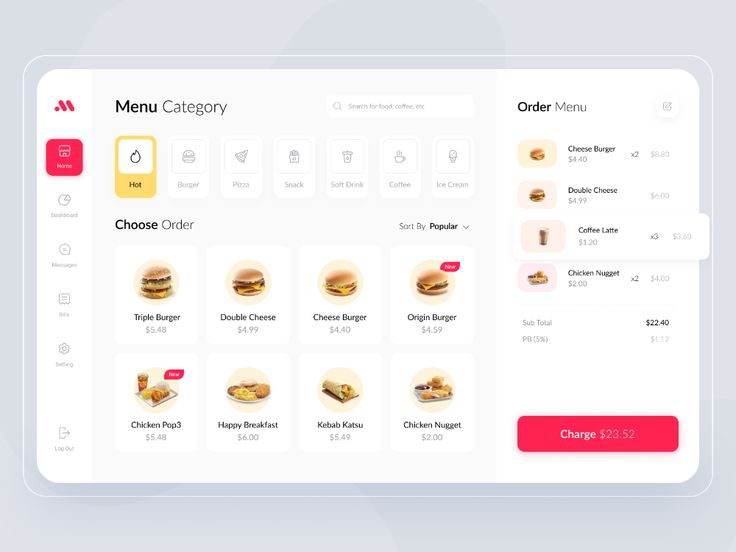 Menu Category
Search for food, coffee, etc
Home
Dashboard
Messages
Bills
Setting
Log Out
Hot
Burger
Pizza
Snack
Soft Drink
Coffee
Ice Cream
Choose Order
Sort By Popular
Triple Burger
$5.48
Double Cheese
$4.99
Cheese Burger
$4.40
New
Origin Burger
$4.59
New
Chicken Pop3
$5.48
Happy Breakfast
$6.00
Kebab Katsu
$5.49
Chicken Nugget
$2.00
Order Menu
Cheese Burger
$4.40
x2
$8.80
Double Cheese
$4.99
$6.00
Coffee Latte
$1.20
x3
$3.60
Chicken Nugget
$2.00
x2
$4.00
Sub Total
$22.40
PB (5%)
$1.12
Charge $23.52